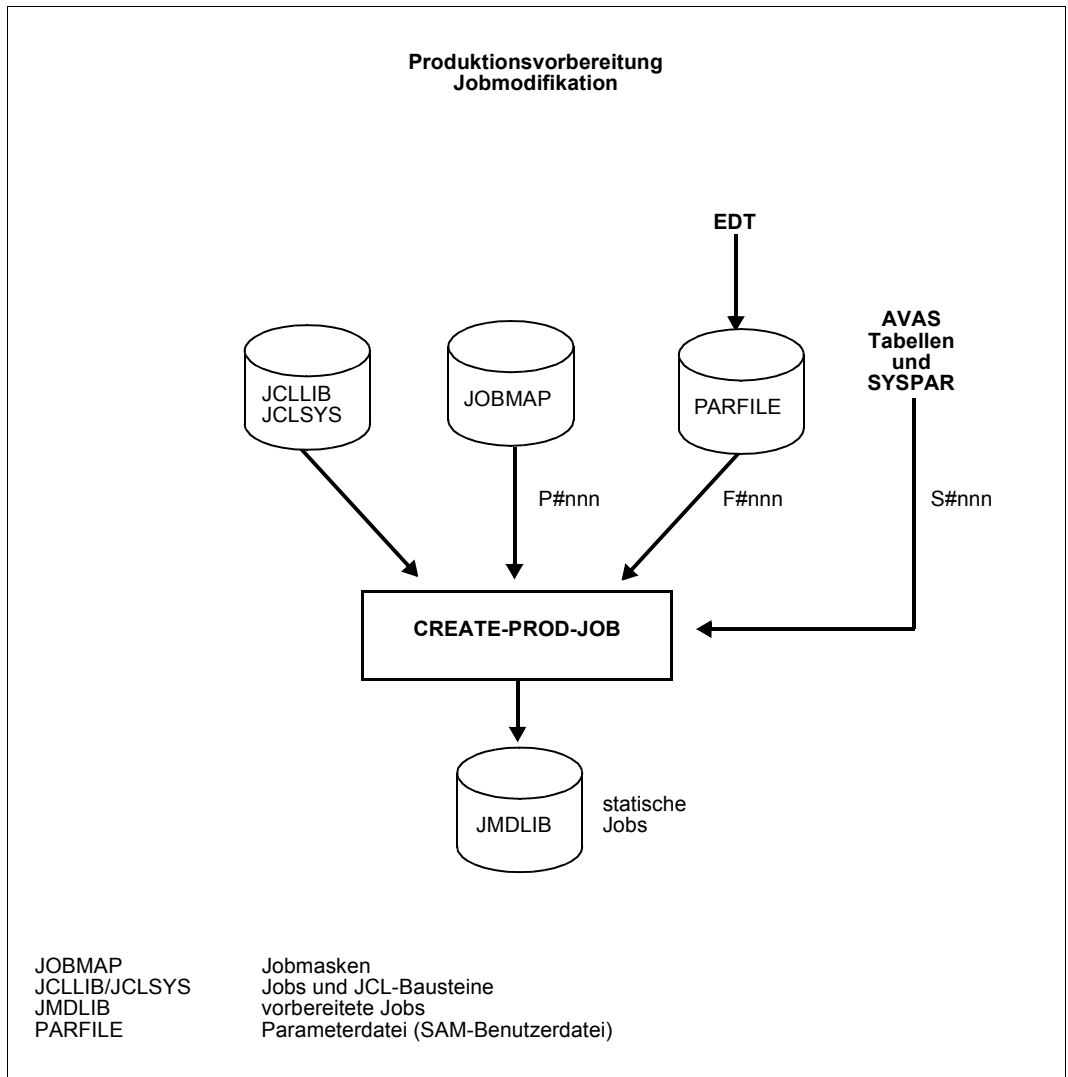 Produktionsvorbereitung
Jobmodifikation
EDT
AVAS
Tabellen
und
SYSPAR
JCLLIB
JCLSYS
JOBMAP
PARFILE
P#nnn
F#nnn
S#nnn
CREATE-PROD-JOB
JMDLIB
statische
Jobs
JOBMAP Jobmasken
JCLLIB/JCLSYS Jobs und JCL-Bausteine
JMDLIB vorbereitete Jobs
PARFILE Parameterdatei (SAM-Benutzerdatei)